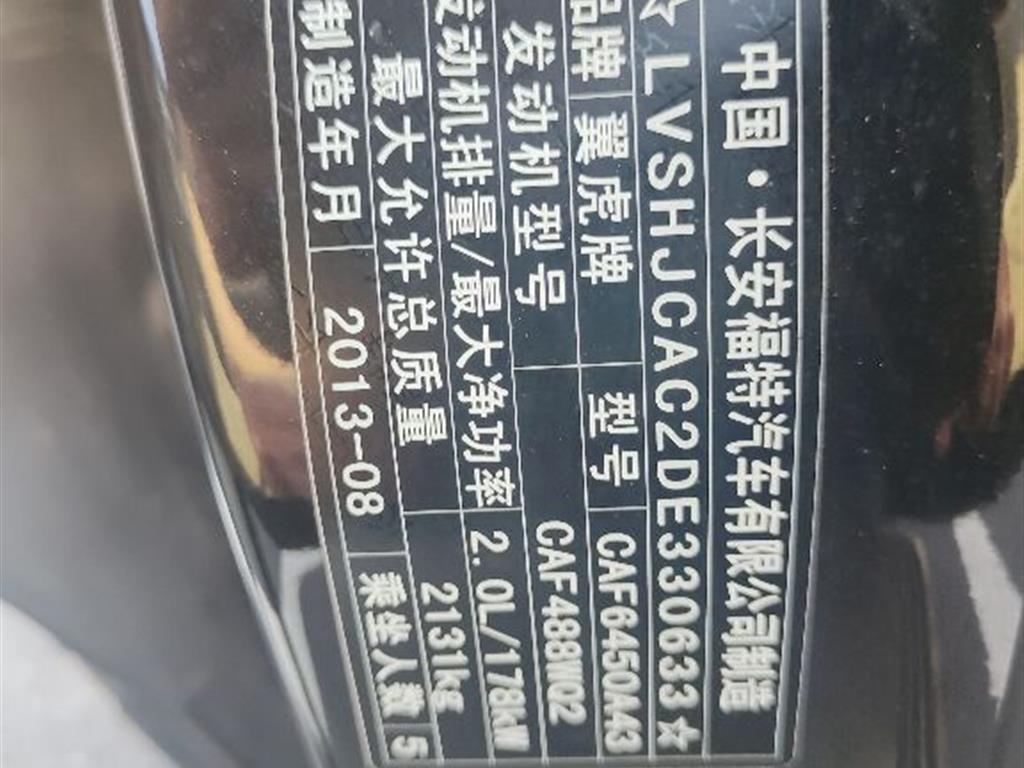 中国·长安福特汽车有限公司制造
☆LVSHJCAC2DE330633☆
品牌 翼虎牌 型号 CAF6450A43
发动机型号 CAF488WQ2
发动机排量/最大净功率 2.0L/178kW
最大允许总质量 2131kg
制造年月 2013-08 乘坐人数 5